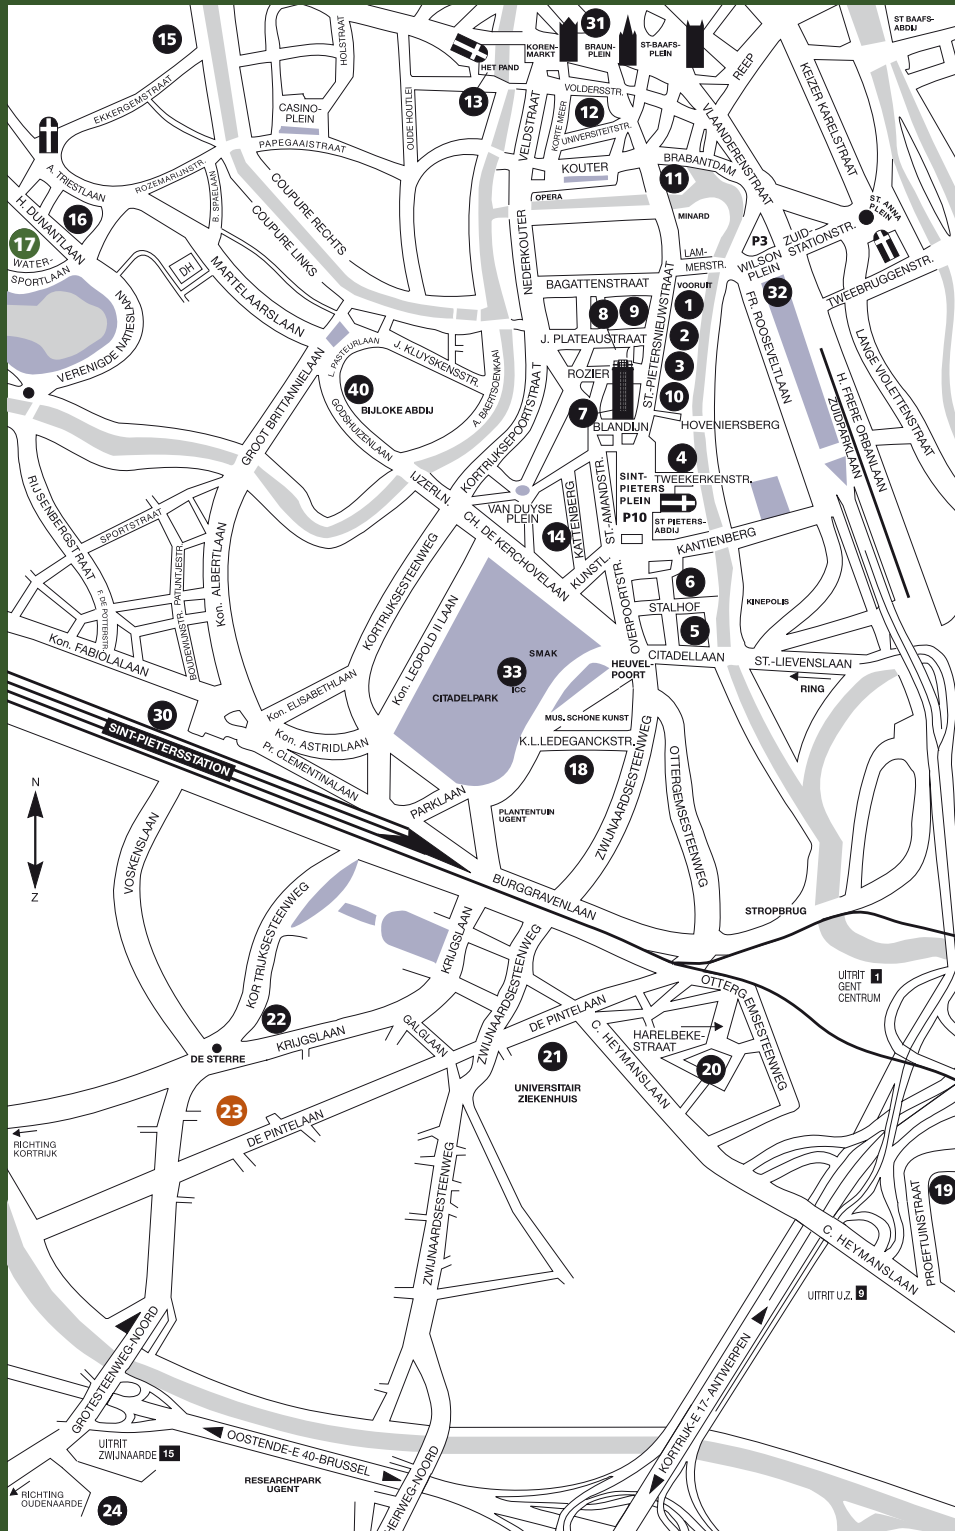 15
31
KOREN-
MARKT
BRAUN-
PLEIN
ST-BAAFS-
PLEIN
ST BAAFS-
ABDIJ
REEP
HOLSTRAAT
HET PAND
KEIZER KARELSTRAAT
EKKERGEMSTRAAT
CASINO-
PLEIN
OUDE HOUTLEI
13
VELDSTRAAT
KORTE MEER
VOLDERSSTR.
12
UNIVERSITEITSTR.
VLAANDERENSTRAAT
PAPEGAAISTRAAT
A. TRIESTLAAN
ROZEMARIJNSTR.
B. SPAELAAN
COUPURE RECHTS
COUPURE LINKS
KOUTER
BRABANTDAM
11
OPERA
MINARD
ST. ANNA
PLEIN
H. DUNANTLAAN
16
17
WATER-
SPORTLAAN
DH
MARTELAARSLAAN
NEDERKOUTER
P3
ZUID-
STATIONSTR.
WILSON
PLEIN
LAM-
MERSTR.
TWEEBRUGGENSTR.
BAGATTENSTRAAT
VOORUIT
1
32
8
9
J. PLATEAUSTRAAT
2
VERENIGDE NATIESLAAN
GROOT BRITTANNIELAAN
L. PASTEURLAAN
J. KLUYSKENSSTR.
A. BAERTSOENKAAI
ROZIER
3
ST.-PIETERSNIEUWSTRAAT
FR. ROOSEVELTLAAN
LANGE VIOLETTENSTRAAT
40
BIJLOKE ABDIJ
GODSHUIZENLAAN
KORTRIJKSEPOORTSTRAAT
10
7
BLANDIJN
HOVENIERSBERG
H. FRERE ORBANLAAN
ZUIDPARKLAAN
4
TWEEKERKENSTR.
IJZERLN.
SINT-
PIETERS
PLEIN
P10
ST PIETERS-
ABDIJ
RIJSENBERGSTRAAT
SPORTSTRAAT
VAN DUYSE
PLEIN
KATTENBERG
ST.-AMANDSTR.
14
CH. DE KERCHOVELAAN
KUNSTL.
KANTIENBERG
PATIJNTJESTR.
Kon. ALBERTLAAN
KORTRIJKSESTEENWEG
F. DE POTTERSTR.
BOUDEWIJNSTR.
OVERPOORTSTR.
6
KINEPOLIS
STALHOF
5
Kon. FABIOLALAAN
Kon. LEOPOLD II LAAN
SMAK
33
ICC
CITADELPARK
CITADELLAAN
HEUVEL-
POORT
ST.-LIEVENSLAAN
RING
Kon. ELISABETHLAAN
30
SINT-PIETERSSTATION
MUS. SCHONE KUNST
Kon. ASTRIDLAAN
K.L.LEDEGANCKSTR.
Pr. CLEMENTINALAAN
18
N
Z
PARKLAAN
PLANTENTUIN
UGENT
ZWIJNAARDSESTEENWEG
OTTERGEMSESTEENWEG
VOSKENSLAAN
BURGGRAVENLAAN
STROPBRUG
KORTRIJKSESTEENWEG
KRIJGSLAAN
ZWIJNAARDSESTEENWEG
UITRIT 1
GENT
CENTRUM
OTTERGEMSESTEENWEG
22
KRIJGSLAAN
GALGLAAN
DE PINTELAAN
C. HEYMANSLAAN
HARELBEKE-
STRAAT
DE STERRE
21
UNIVERSITAIR
ZIEKENHUIS
20
23
DE PINTELAAN
RICHTING
KORTRIJK
ZWIJNAARDSESTEENWEG
19
PROEFTUINSTRAAT
C. HEYMANSLAAN
UITRIT U.Z. 9
GROTESTEENWEG-NOORD
KORTRIJK-E 17- ANTWERPEN
UITRIT
ZWIJNAARDE 15
OOSTENDE-E 40-BRUSSEL
RESEARCHPARK
UGENT
HEIRWEG-NOORD
RICHTING
OUDENAARDE
24